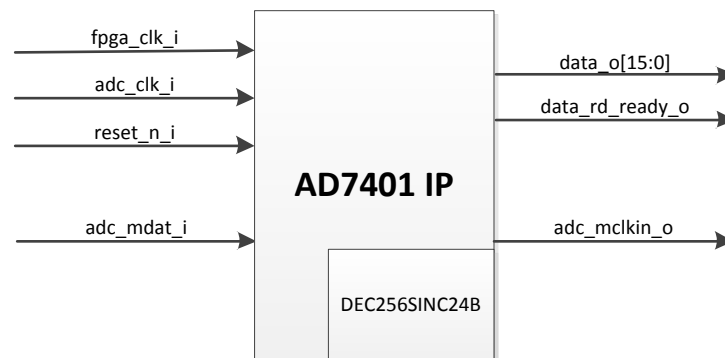 fpga_clk_i
adc_clk_i
reset_n_i
adc_mdat_i
AD7401 IP
DEC256SINC24B
data_o[15:0]
data_rd_ready_o
adc_mclkin_o